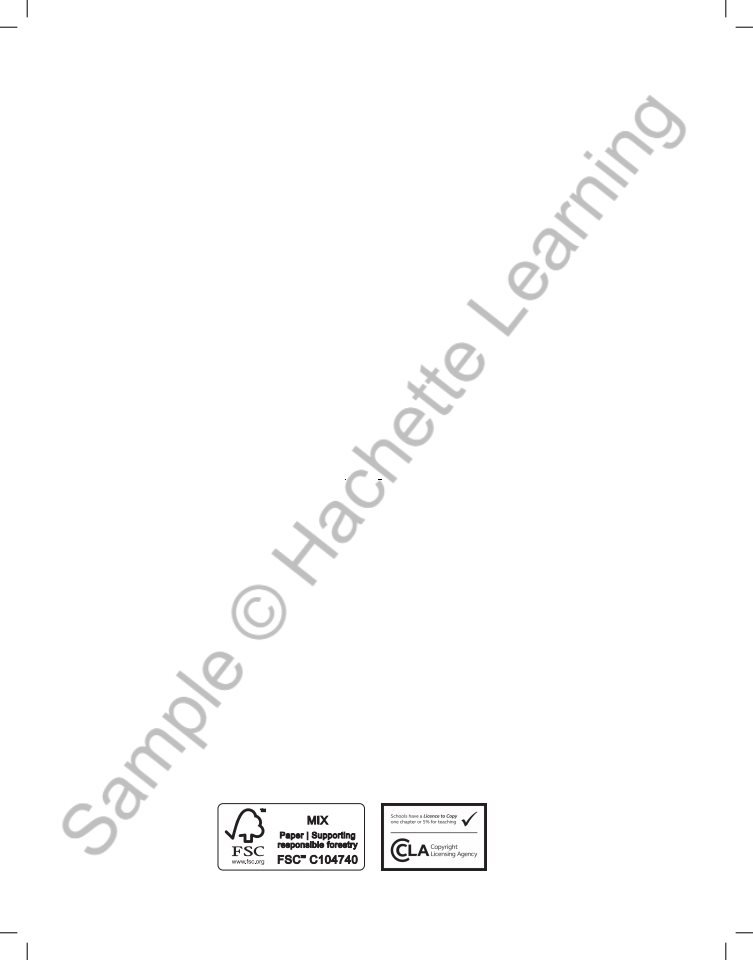 Sample © Hachette Learning
MIX
Paper | Supporting
responsible forestry
FSC™ C104740
™
FSC
www.fsc.org
Schools have a Licence to Copy
one chapter or 5% for teaching
CLA
Copyright
Licensing Agency